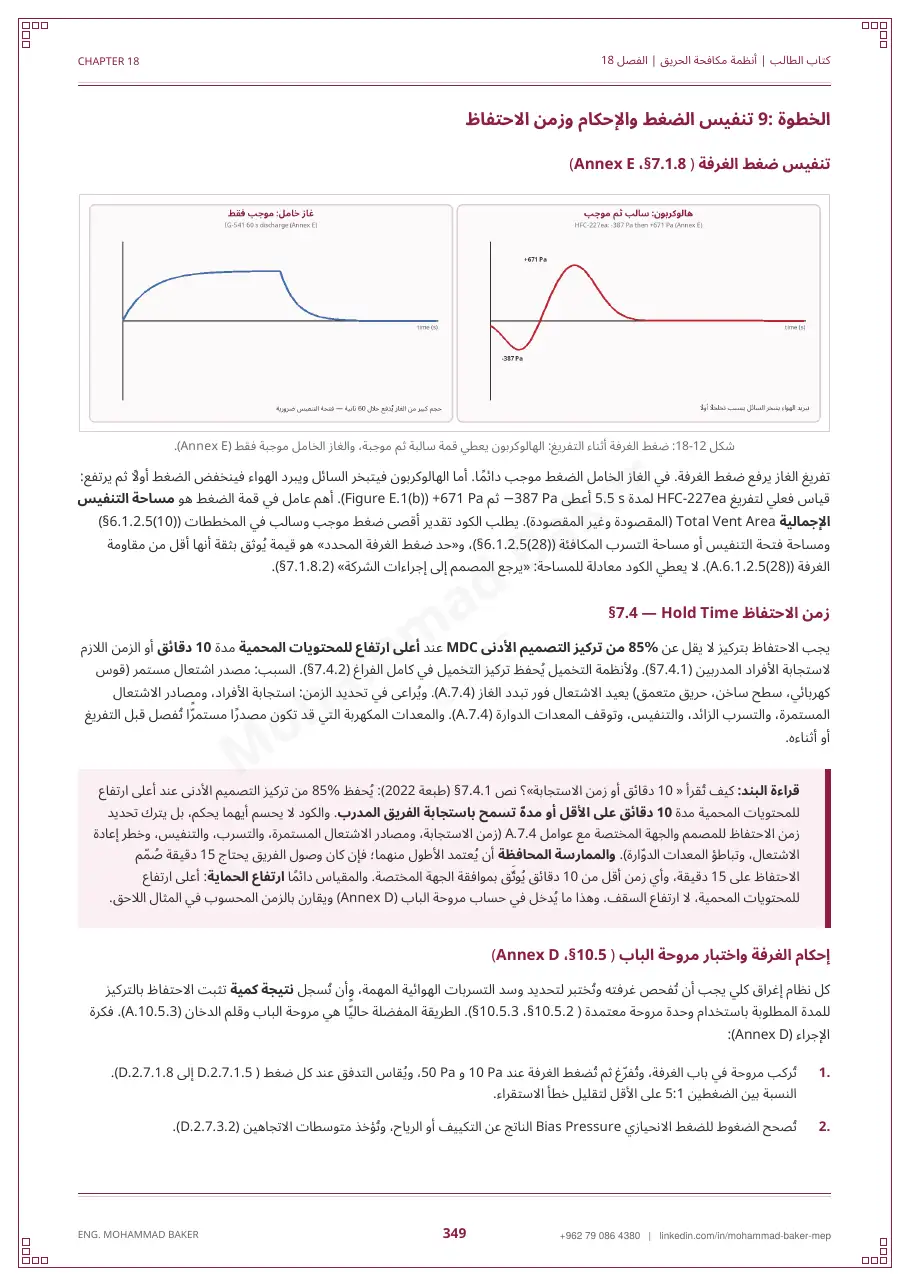 كتاب الطالب | أنظمة مكافحة الحريق | الفصل 18
CHAPTER 18
الخطوة 9: تنفيس الضغط والإحكام وزمن الاحتفاظ
تنفيس ضغط الغرفة ( §7.1.8، Annex E)
هالوكربون: سالب ثم موجب
HFC-227ea: -387 Pa then +671 Pa (Annex E)
+671 Pa
-387 Pa
time (s)
تبريد الهواء بتبخر السائل يسبب تخلخلاً أولاً
غاز خامل: موجب فقط
IG-541 60 s discharge (Annex E)
time (s)
حجم كبير من الغاز يُدفع خلال 60 ثانية — فتحة التنفيس ضرورية
شكل 12-18: ضغط الغرفة أثناء التفريغ: الهالوكربون يعطي قمة سالبة ثم موجبة، والغاز الخامل موجبة فقط (Annex E).
تفريغ الغاز يرفع ضغط الغرفة. في الغاز الخامل الضغط موجب دائمًا. أما الهالوكربون فيتبخر السائل ويبرد الهواء فينخفض الضغط أولاً ثم يرتفع:
قياس فعلي لتفريغ HFC-227ea لمدة 5.5 s أعطى −387 Pa ثم +671 Pa (Figure E.1(b)). أهم عامل في قمة الضغط هو مساحة التنفيس
الإجمالية Total Vent Area (المقصودة وغير المقصودة). يطلب الكود تقدير أقصى ضغط موجب وسالب في المخططات (§6.1.2.5(10))
ومساحة فتحة التنفيس أو مساحة التسرب المكافئة (§6.1.2.5(28))، و«حد ضغط الغرفة المحدد» هو قيمة يُوثق بثقة أنها أقل من مقاومة
الغرفة (A.6.1.2.5(28)). لا يعطي الكود معادلة للمساحة: «يرجع المصمم إلى إجراءات الشركة» (§7.1.8.2).
زمن الاحتفاظ §7.4 — Hold Time
يجب الاحتفاظ بتركيز لا يقل عن 85% من تركيز التصميم الأدنى MDC عند أعلى ارتفاع للمحتويات المحمية مدة 10 دقائق أو الزمن اللازم
لاستجابة الأفراد المدربين (§7.4.1). ولأنظمة التخميل يُحفظ تركيز التخميل في كامل الفراغ (§7.4.2). السبب: مصدر اشتعال مستمر (قوس
كهربائي، سطح ساخن، حريق متعمق) يعيد الاشتعال فور تبدد الغاز (A.7.4). ويُراعى في تحديد الزمن: استجابة الأفراد، ومصادر الاشتعال
المستمرة، والتسرب الزائد، والتنفيس، وتوقف المعدات الدوارة (A.7.4). والمعدات المكهربة التي قد تكون مصدرًا مستمرًّا تُفصل قبل التفريغ
أو أثناءه.
قراءة البند: كيف تُقرأ « 10 دقائق أو زمن الاستجابة»؟ نص §7.4.1 (طبعة 2022): يُحفظ 85% من تركيز التصميم الأدنى عند أعلى ارتفاع
للمحتويات المحمية مدة 10 دقائق على الأقل أو مدةً تسمح باستجابة الفريق المدرب. والكود لا يحسم أيهما يحكم، بل يترك تحديد
زمن الاحتفاظ للمصمم والجهة المختصة مع عوامل A.7.4 (زمن الاستجابة، ومصادر الاشتعال المستمرة، والتسرب، والتنفيس، وخطر إعادة
الاشتعال، وتباطؤ المعدات الدوّارة). والممارسة المحافظة أن يُعتمد الأطول منهما؛ فإن كان وصول الفريق يحتاج 15 دقيقة صُمّم
الاحتفاظ على 15 دقيقة، وأي زمن أقل من 10 دقائق يُوثَّق بموافقة الجهة المختصة. والمقياس دائمًا ارتفاع الحماية: أعلى ارتفاع
للمحتويات المحمية، لا ارتفاع السقف. وهذا ما يُدخل في حساب مروحة الباب (Annex D) ويقارن بالزمن المحسوب في المثال اللاحق.
إحكام الغرفة واختبار مروحة الباب ( §10.5، Annex D)
كل نظام إغراق كلي يجب أن تُفحص غرفته وتُختبر لتحديد وسد التسربات الهوائية المهمة، وأن تُسجل نتيجة كمية تثبت الاحتفاظ بالتركيز
للمدة المطلوبة باستخدام وحدة مروحة معتمدة ( §10.5.2، §10.5.3). الطريقة المفضلة حاليًّا هي مروحة الباب وقلم الدخان (A.10.5.3). فكرة
الإجراء (Annex D):
1. تُركب مروحة في باب الغرفة، وتُفرّغ ثم تُضغط الغرفة عند 10 Pa و 50 Pa، ويُقاس التدفق عند كل ضغط ( D.2.7.1.5 إلى D.2.7.1.8).
النسبة بين الضغطين 5:1 على الأقل لتقليل خطأ الاستقراء.
2. تُصحح الضغوط للضغط الانحيازي Bias Pressure الناتج عن التكييف أو الرياح، وتؤخذ متوسطات الاتجاهين (D.2.7.3.2).
Mohammad Baker
ENG. MOHAMMAD BAKER
349
+962 79 086 4380 | linkedin.com/in/mohammad-baker-mep